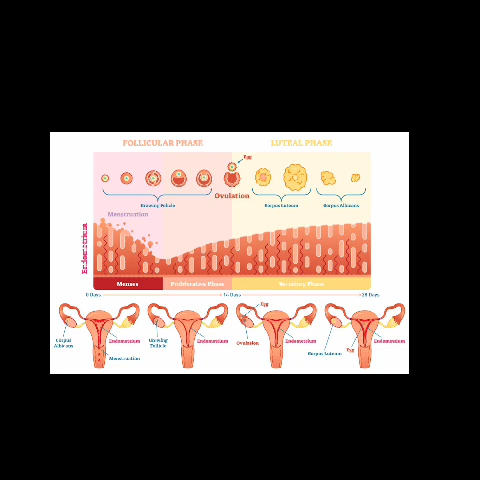 FOLLICULAR PHASE
LUTEAL PHASE
Egg
Ovulation
Growing Follicle
Corpus Luteum
Corpus Albicans
Menstruation
Endometrium
Menses
Proliferative Phase
Secretory Phase
0 Days
14 Days
28 Days
Corpus
Albicans
Endometrium
Menstruation
Growing
Follicle
Endometrium
Egg
Ovulation
Endometrium
Corpus Luteum
Egg
Endometrium